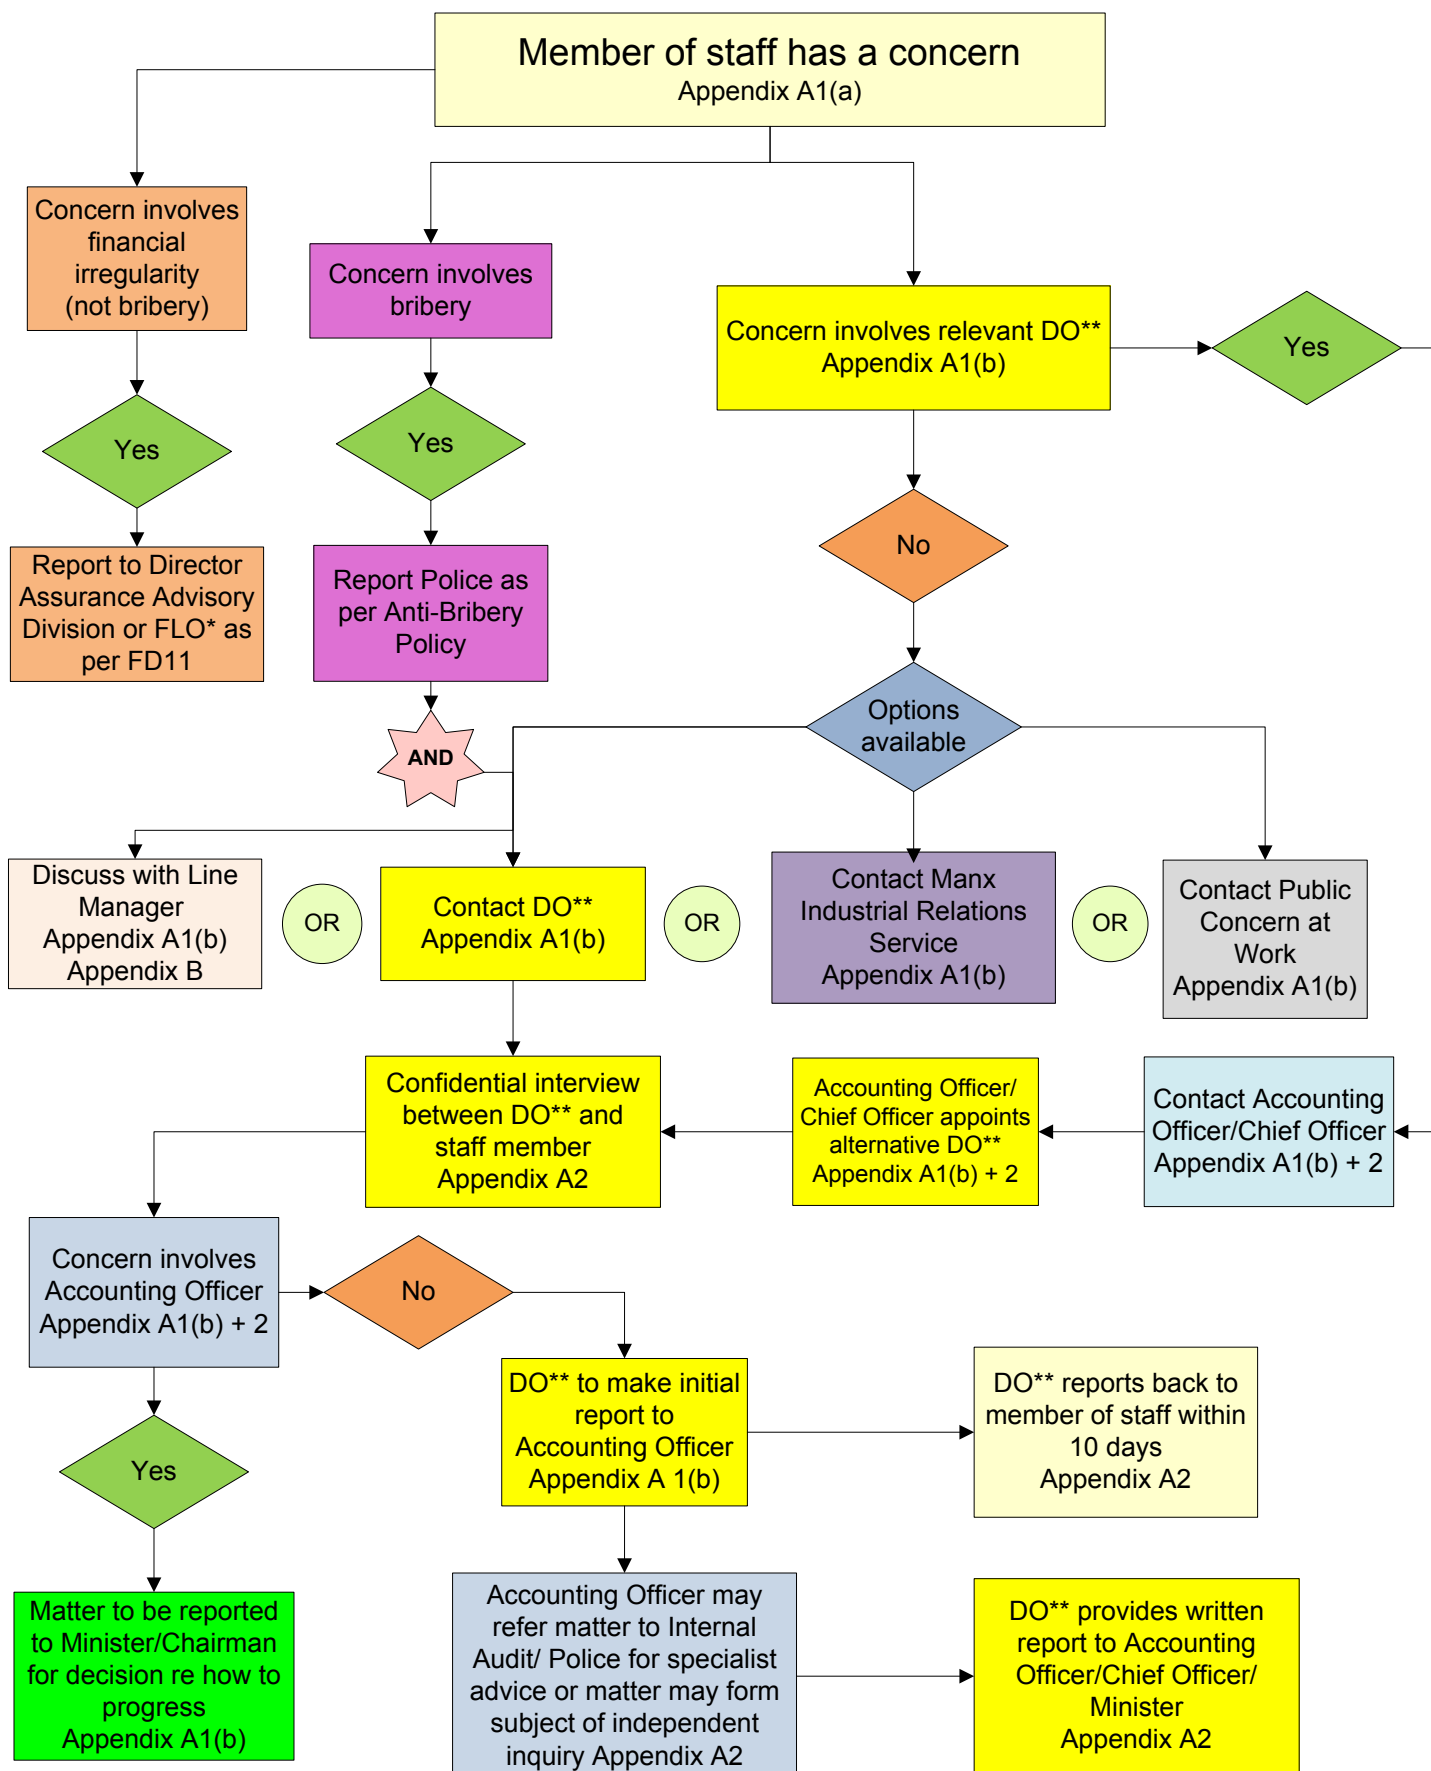 Member of staff has a concern
Appendix A1(a)
Concern involves
financial
irregularity
(not bribery)
Concern involves
bribery
Concern involves relevant DO**
Appendix A1(b)
Yes
Yes
Yes
No
Report to Director
Assurance Advisory
Division or FLO* as
per FD11
Report Police as
per Anti-Bribery
Policy
AND
Options
available
Discuss with Line
Manager
Appendix A1(b)
Appendix B
OR
Contact DO**
Appendix A1(b)
OR
Contact Manx
Industrial Relations
Service
Appendix A1(b)
OR
Contact Public
Concern at
Work
Appendix A1(b)
Confidential interview
between DO** and
staff member
Appendix A2
Accounting Officer/
Chief Officer appoints
alternative DO**
Appendix A1(b) + 2
Contact Accounting
Officer/Chief Officer
Appendix A1(b) + 2
Concern involves
Accounting Officer
Appendix A1(b) + 2
No
DO** to make initial
report to
Accounting Officer
Appendix A 1(b)
DO** reports back to
member of staff within
10 days
Appendix A2
Yes
Matter to be reported
to Minister/Chairman
for decision re how to
progress
Appendix A1(b)
Accounting Officer may
refer matter to Internal
Audit/ Police for specialist
advice or matter may form
subject of independent
inquiry Appendix A2
DO** provides written
report to Accounting
Officer/Chief Officer/
Minister
Appendix A2